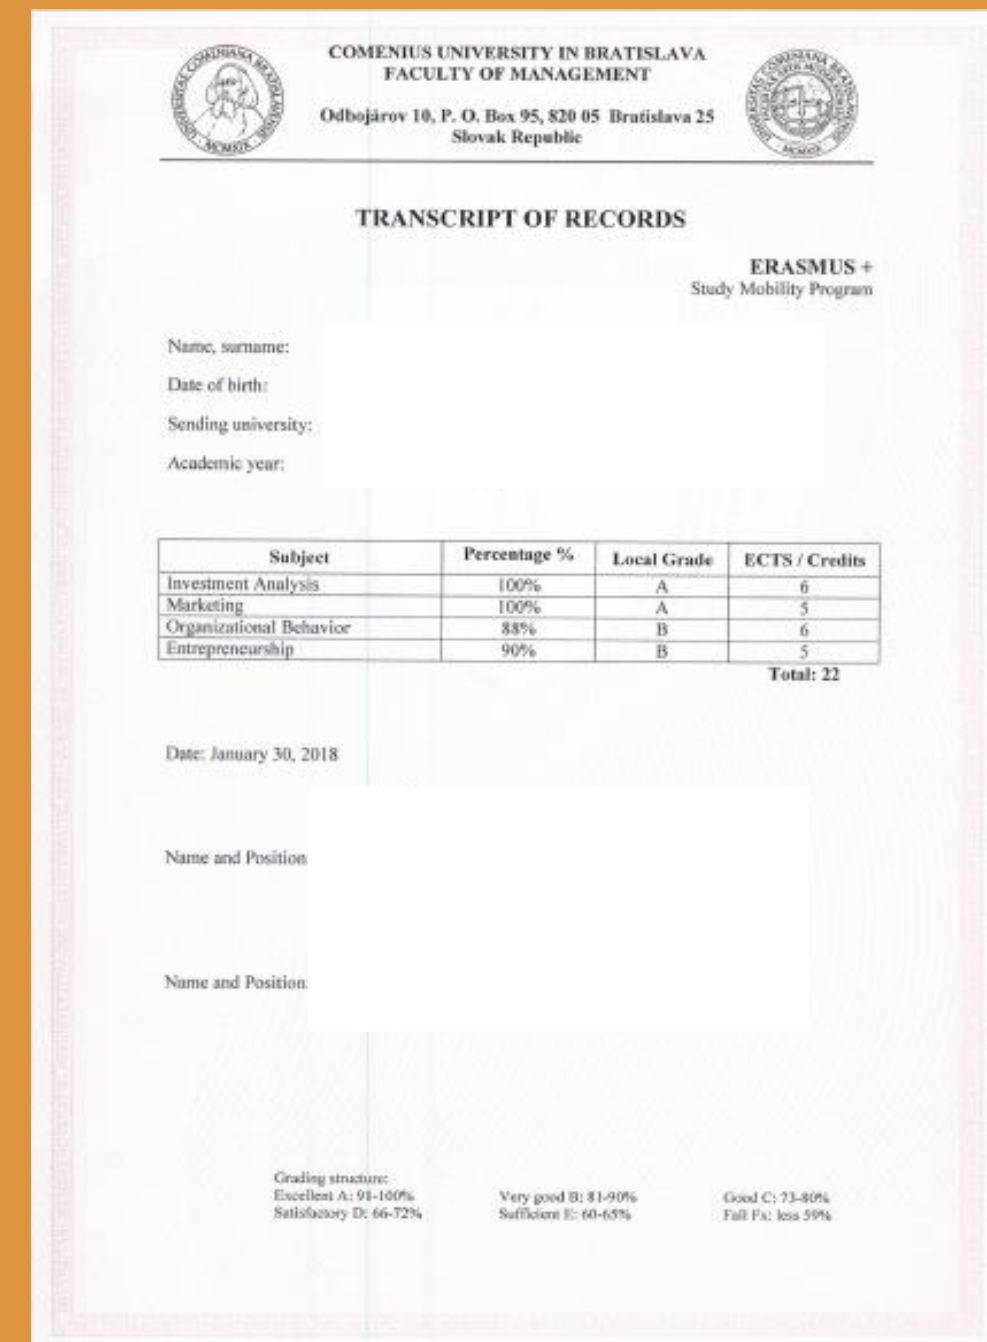 COMENIUS UNIVERSITY IN BRATISLAVA
FACULTY OF MANAGEMENT
Odbojárov 10, P. O. Box 95, 820 05 Bratislava 25
Slovak Republic
TRANSCRIPT OF RECORDS
ERASMUS +
Study Mobility Program
Name, surname:
Date of birth:
Sending university:
Academic year:
Subject Percentage % Local Grade ECTS / Credits
Investment Analysis 100% A 6
Marketing 100% A 5
Organizational Behavior 88% B 6
Entrepreneurship 90% B 5
Total: 22
Date: January 30, 2018
Name and Position
Name and Position:
Grading structure:
Excellent A: 91-100% Very good B: 81-90% Good C: 73-80%
Satisfactory D: 66-72% Sufficient E: 60-65% Fail Fx: less 59%